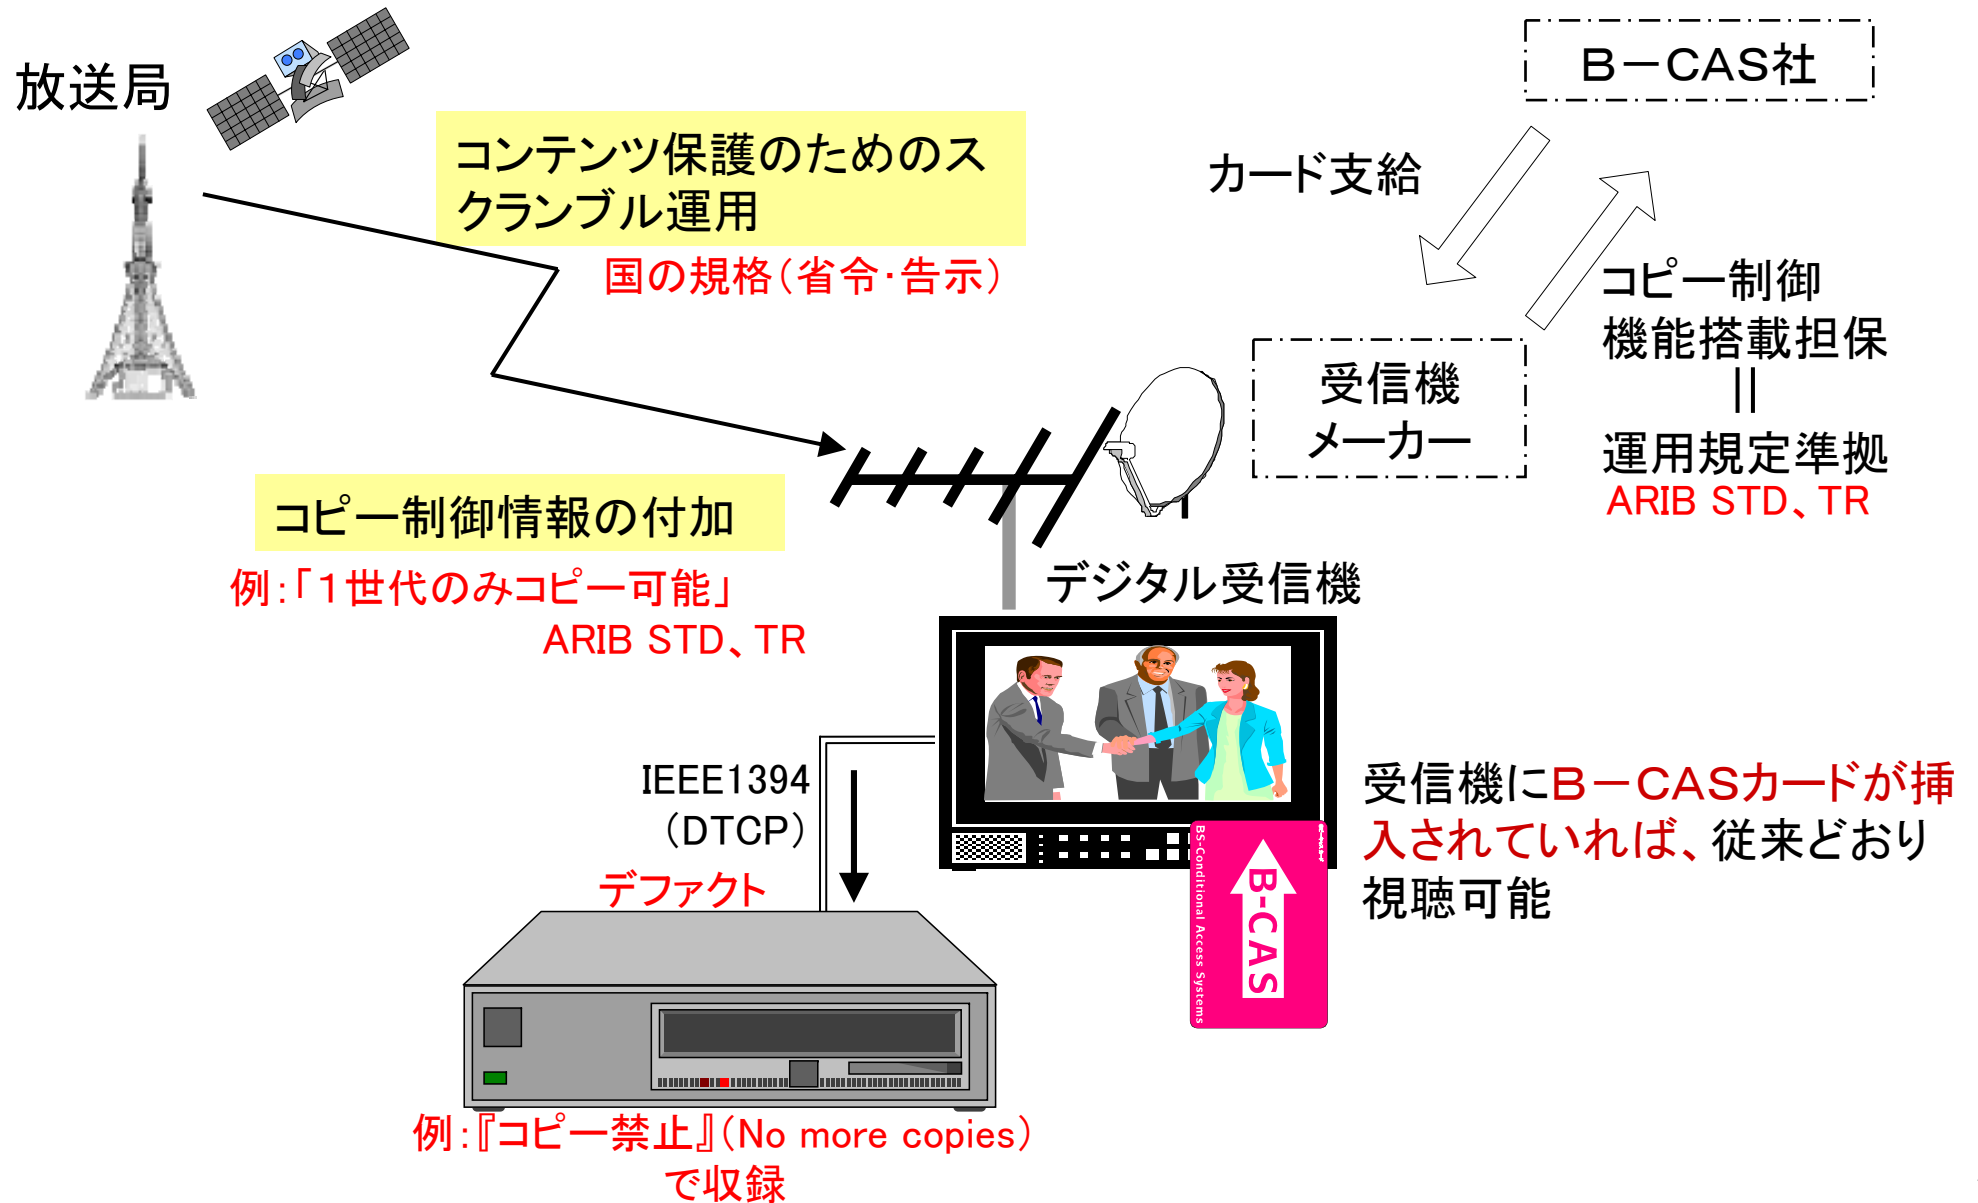 放送局
B－CAS社
コンテンツ保護のためのス
クランブル運用
国の規格（省令・告示）
カード支給
コピー制御
機能搭載担保
||
運用規定準拠
ARIB STD、TR
受信機
メーカー
コピー制御情報の付加
例：「１世代のみコピー可能」
ARIB STD、TR
デジタル受信機
IEEE1394
（DTCP）
デファクト
受信機にB－CASカードが挿
入されていれば、従来どおり
視聴可能
B-CAS
BS-Conditional Access Systems
例：『コピー禁止』（No more copies）
で収録